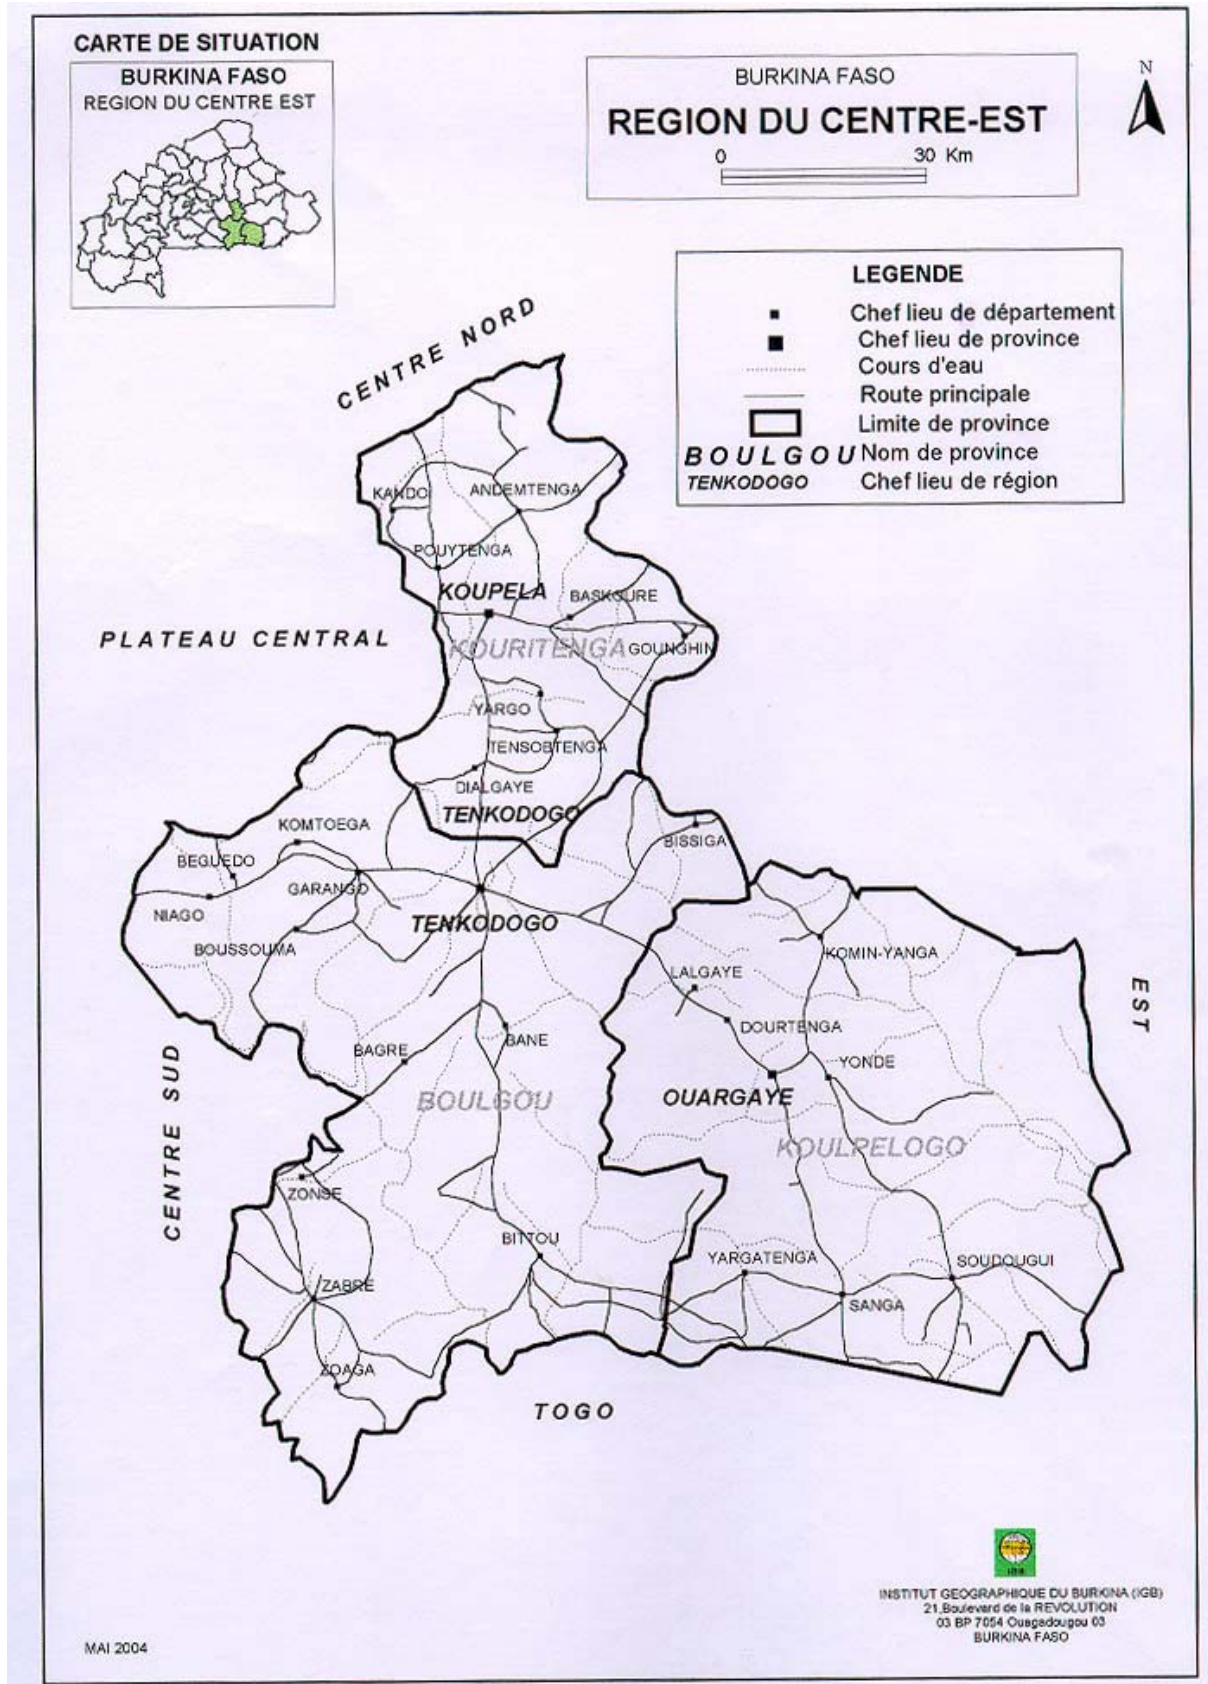 CARTE DE SITUATION
BURKINA FASO
REGION DU CENTRE EST
BURKINA FASO
REGION DU CENTRE-EST
0 30 Km
N
LEGENDE
Chef lieu de département
Chef lieu de province
Cours d'eau
Route principale
Limite de province
BOULGOU Nom de province
TENKODOGO Chef lieu de région
CENTRE NORD
KANDO
ANDEMTENGA
POUYTENGA
KOUPELA
BASKOURE
PLATEAU CENTRAL
KOURITENGA
GOUNGHIN
YARGO
TENSOBTENGA
DIALGAYE
TENKODOGO
KOMTOEGA
BISSIGA
BEGUEDO
GARANGO
NIAGO
TENKODOGO
BOUSSOUMA
KOMIN-YANGA
LALGAYE
EST
DOURTENGA
BANE
BAGRE
YONDE
BOULGOU
OUARGAYE
CENTRE SUD
KOULPELOGO
ZONSE
BITTOU
YARGATENGA
SOUDOUGUI
ZABRE
SANGA
ZOAGA
TOGO
IGB
INSTITUT GEOGRAPHIQUE DU BURKINA (IGB)
21,Boulevard de la REVOLUTION
03 BP 7054 Ouagadougou 03
BURKINA FASO
MAI 2004